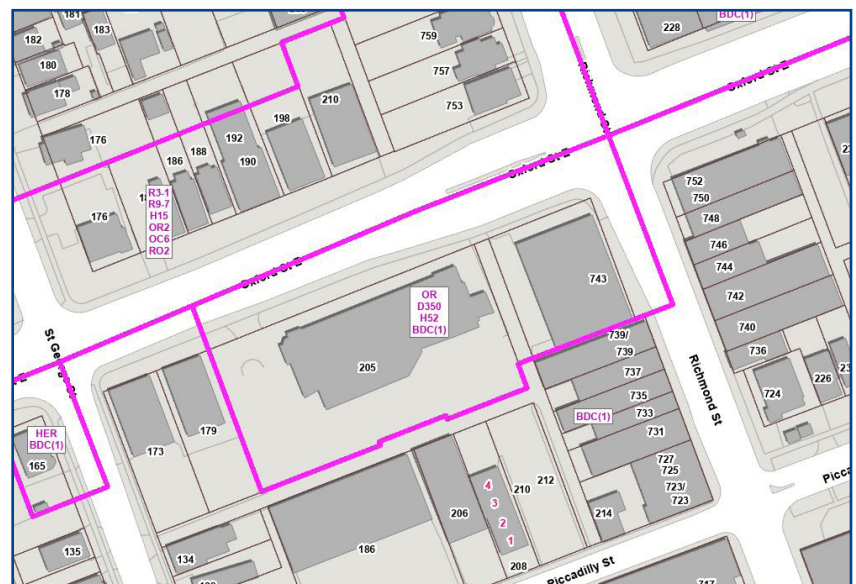 181
183
182
180
178
176
759
757
753
228
BDC(1)
Richmond St
Oxford St E
210
198
192
190
188
186
176
R3-1
R9-7
H15
OR2
OC6
RO2
Oxford St E
Oxford St E
752
750
748
746
744
742
740
736
724
226
743
OR
D350
H52
BDC(1)
205
St George St
HER
BDC(1)
165
173
179
739/
739
737
735
733
731
BDC(1)
727
725
723/
723
Richmond St
135
134
186
206
4
3
2
1
210
212
208
214
Piccadilly St
717